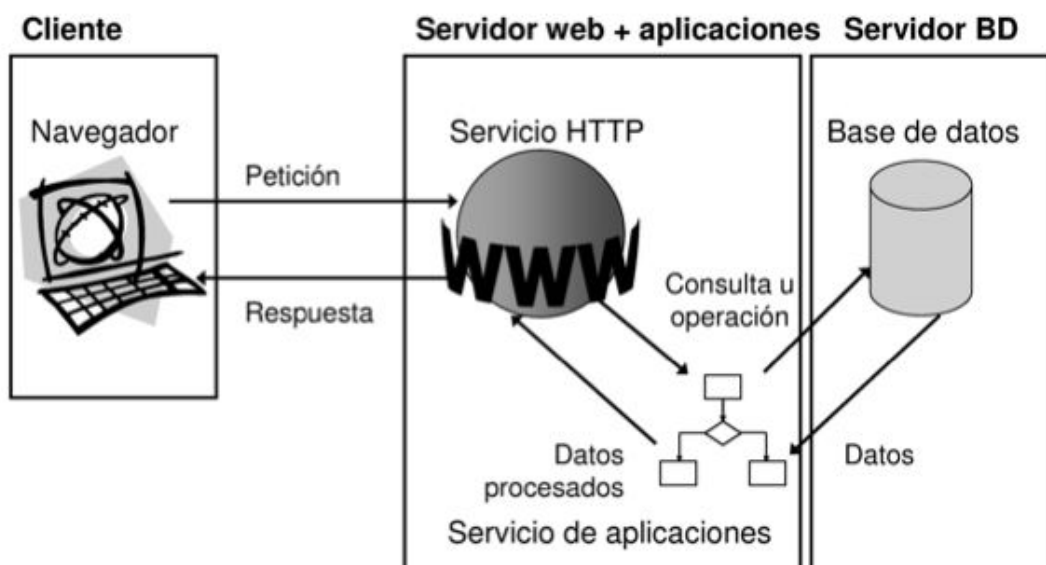 Cliente
Servidor web + aplicaciones
Servidor BD
Navegador
Servicio HTTP
Base de datos
Petición
WWW
Respuesta
Consulta u
operación
Datos
procesados
Datos
Servicio de aplicaciones